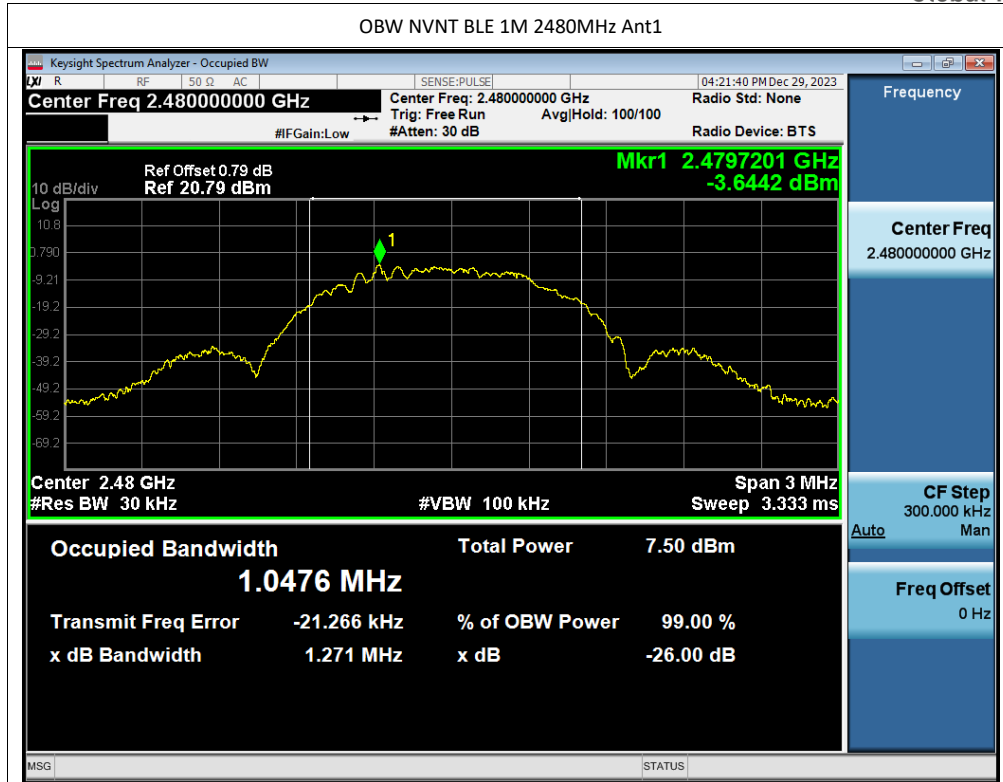 OBW NVNT BLE 1M 2480MHz Ant1
Keysight Spectrum Analyzer - Occupied BW
LXI R RF 50 Ω AC SENSE:PULSE 04:21:40 PM Dec 29, 2023
Center Freq 2.480000000 GHz Center Freq: 2.480000000 GHz Radio Std: None
Trig: Free Run Avg|Hold: 100/100
#IFGain:Low #Atten: 30 dB Radio Device: BTS
Frequency
Mkr1 2.4797201 GHz
-3.6442 dBm
Ref Offset 0.79 dB
10 dB/div Ref 20.79 dBm
Log
10.8
0.790
-9.21
-19.2
-29.2
-39.2
-49.2
-59.2
-69.2
1
Center 2.48 GHz Span 3 MHz
#Res BW 30 kHz #VBW 100 kHz Sweep 3.333 ms
Occupied Bandwidth Total Power 7.50 dBm
1.0476 MHz
Transmit Freq Error -21.266 kHz % of OBW Power 99.00 %
x dB Bandwidth 1.271 MHz x dB -26.00 dB
Center Freq
2.480000000 GHz
CF Step
300.000 kHz
Auto Man
Freq Offset
0 Hz
MSG STATUS